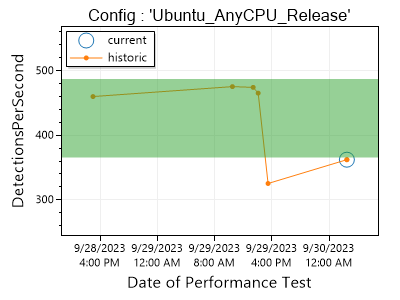 Config : 'Ubuntu_AnyCPU_Release'
current
historic
DetectionsPerSecond
500
400
300
9/28/2023 9/29/2023 9/29/2023 9/29/2023 9/30/2023
4:00 PM 12:00 AM 8:00 AM 4:00 PM 12:00 AM
Date of Performance Test